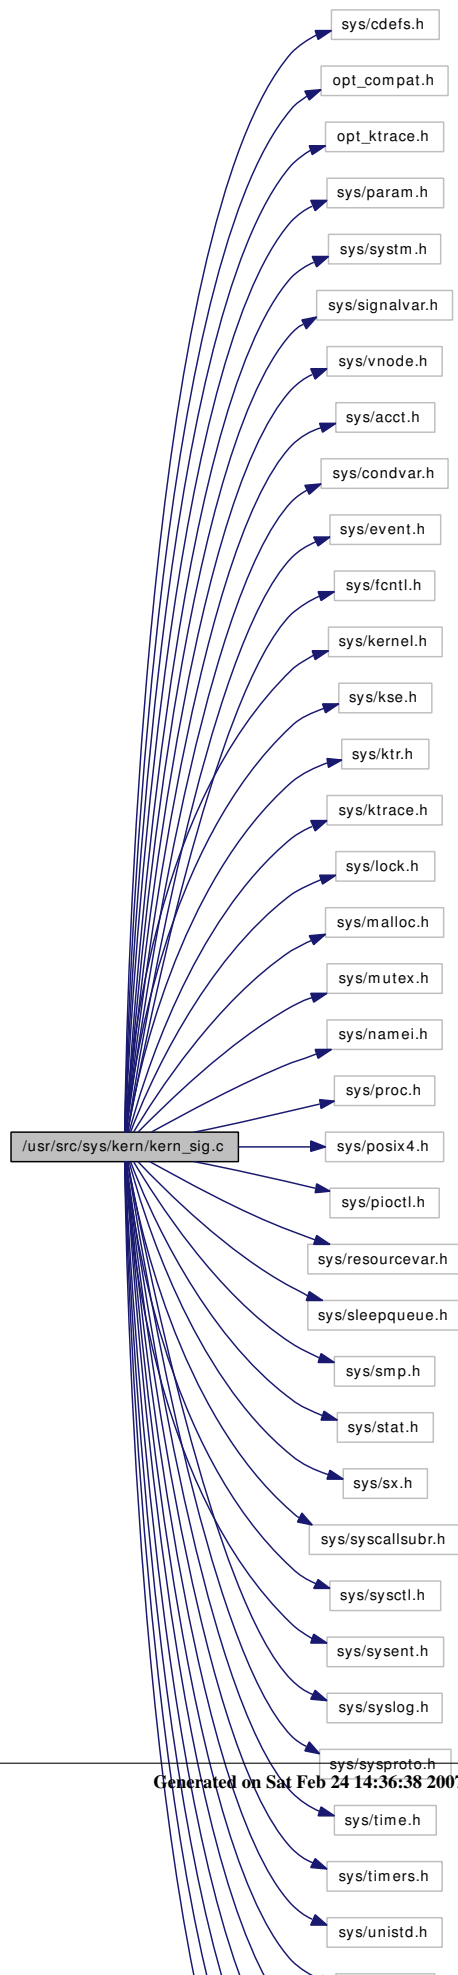 sys/cdefs.h
opt_compat.h
opt_ktrace.h
sys/param.h
sys/systm.h
sys/signalvar.h
sys/vnode.h
sys/acct.h
sys/condvar.h
sys/event.h
sys/fcntl.h
sys/kernel.h
sys/kse.h
sys/ktr.h
sys/ktrace.h
sys/lock.h
sys/malloc.h
sys/mutex.h
sys/namei.h
sys/proc.h
/usr/src/sys/kern/kern_sig.c
sys/posix4.h
sys/pioctl.h
sys/resourcevar.h
sys/sleepqueue.h
sys/smp.h
sys/stat.h
sys/sx.h
sys/syscallsubr.h
sys/sysctl.h
sys/sysent.h
sys/syslog.h
sys/sysproto.h
Generated on Sat Feb 24 14:36:38 2007
sys/time.h
sys/timers.h
sys/unistd.h